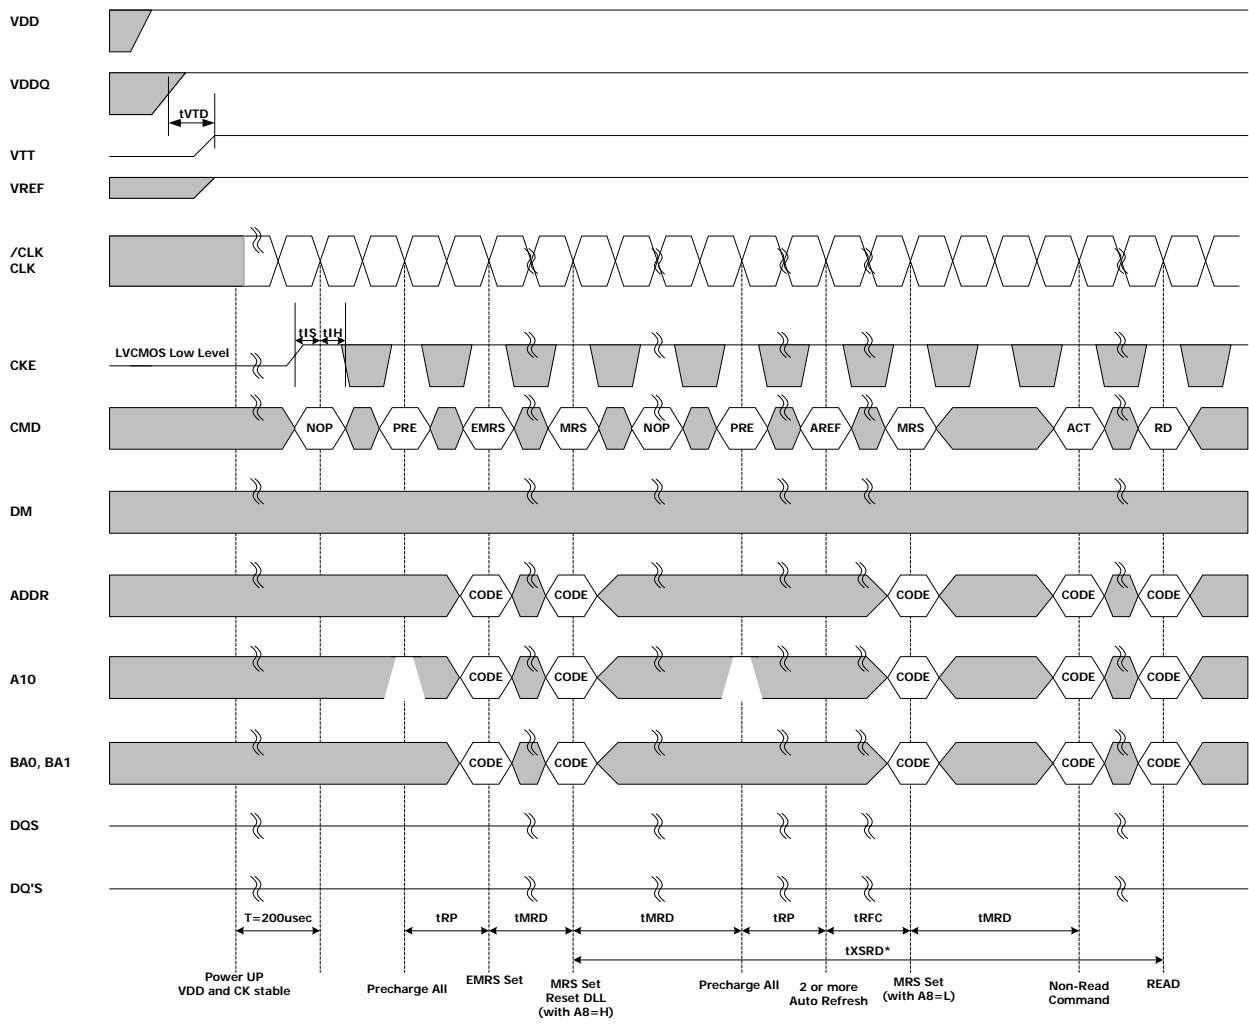 VDD
VDDQ
tVTD
VTT
VREF
/CLK
CLK
tIS tIH
LVCMOS Low Level
CKE
CMD NOP PRE EMRS MRS NOP PRE AREF MRS ACT RD
DM
ADDR CODE CODE CODE CODE CODE
A10 CODE CODE CODE CODE CODE
BA0, BA1 CODE CODE CODE CODE CODE
DQS
DQ'S
T=200usec tRP tMRD tMRD tRP tRFC tMRD
tXSRD*
Power UP
VDD and CK stable
Precharge All
EMRS Set
MRS Set
Reset DLL
(with A8=H)
Precharge All
2 or more
Auto Refresh
MRS Set
(with A8=L)
Non-Read
Command
READ